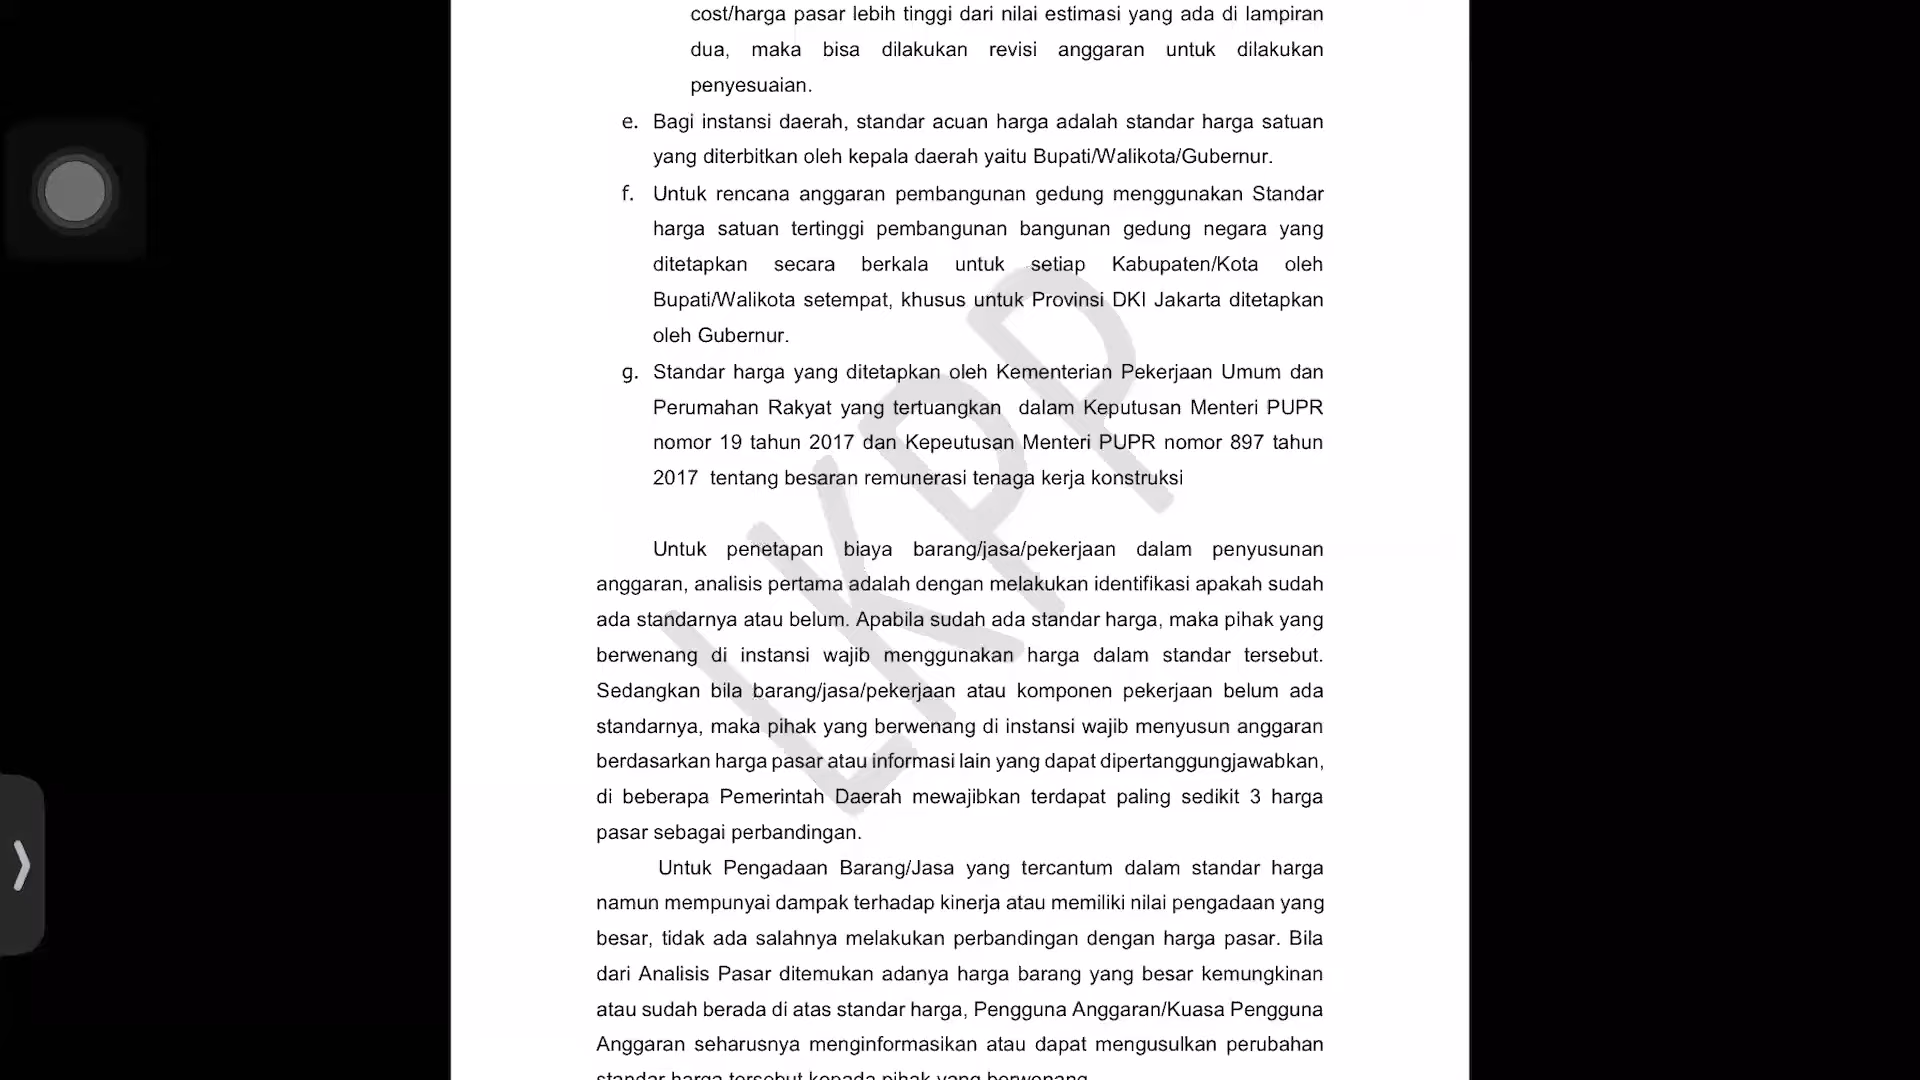 cost/harga pasar lebih tinggi dari nilai estimasi yang ada di lampiran
dua, maka bisa dilakukan revisi anggaran untuk dilakukan
penyesuaian.
e. Bagi instansi daerah, standar acuan harga adalah standar harga satuan
yang diterbitkan oleh kepala daerah yaitu Bupati/Walikota/Gubernur.
f. Untuk rencana anggaran pembangunan gedung menggunakan Standar
harga satuan tertinggi pembangunan bangunan gedung negara yang
ditetapkan secara berkala untuk setiap Kabupaten/Kota oleh
Bupati/Walikota setempat, khusus untuk Provinsi DKI Jakarta ditetapkan
oleh Gubernur.
g. Standar harga yang ditetapkan oleh Kementerian Pekerjaan Umum dan
Perumahan Rakyat yang tertuangkan dalam Keputusan Menteri PUPR
nomor 19 tahun 2017 dan Kepeutusan Menteri PUPR nomor 897 tahun
2017 tentang besaran remunerasi tenaga kerja konstruksi
Untuk penetapan biaya barang/jasa/pekerjaan dalam penyusunan
anggaran, analisis pertama adalah dengan melakukan identifikasi apakah sudah
ada standarnya atau belum. Apabila sudah ada standar harga, maka pihak yang
berwenang di instansi wajib menggunakan harga dalam standar tersebut.
Sedangkan bila barang/jasa/pekerjaan atau komponen pekerjaan belum ada
standarnya, maka pihak yang berwenang di instansi wajib menyusun anggaran
berdasarkan harga pasar atau informasi lain yang dapat dipertanggungjawabkan,
di beberapa Pemerintah Daerah mewajibkan terdapat paling sedikit 3 harga
pasar sebagai perbandingan.
Untuk Pengadaan Barang/Jasa yang tercantum dalam standar harga
namun mempunyai dampak terhadap kinerja atau memiliki nilai pengadaan yang
besar, tidak ada salahnya melakukan perbandingan dengan harga pasar. Bila
dari Analisis Pasar ditemukan adanya harga barang yang besar kemungkinan
atau sudah berada di atas standar harga, Pengguna Anggaran/Kuasa Pengguna
Anggaran seharusnya menginformasikan atau dapat mengusulkan perubahan
standar harga tersebut kepada pihak yang berwenang.
LKPP